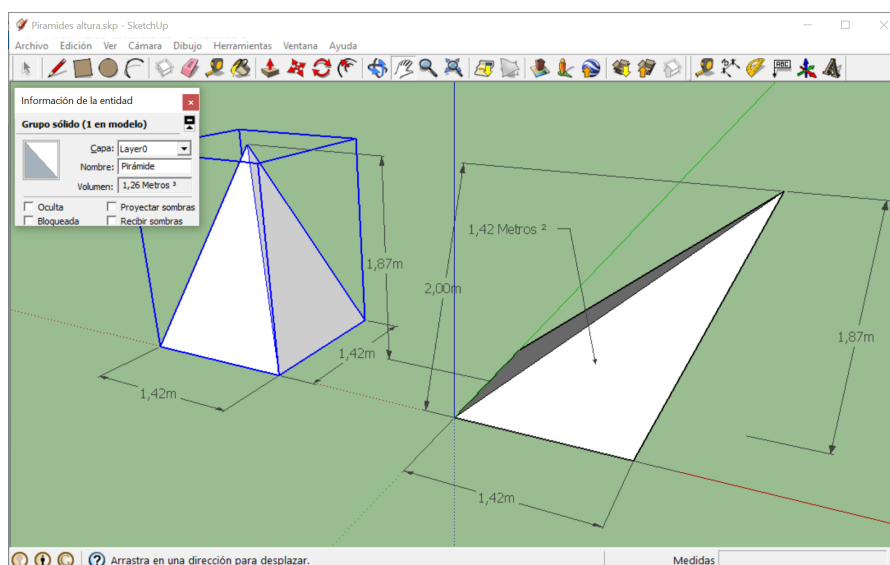 Piramides altura.skp - SketchUp
Archivo Edición Ver Cámara Dibujo Herramientas Ventana Ayuda
ABC
Información de la entidad
Grupo sólido (1 en modelo)
Capa: Layer0
Nombre: Pirámide
Volumen: 1,26 Metros ³
Oculta Proyectar sombras
Bloqueada Recibir sombras
1,42 Metros ²
1,87m
2,00m
1,87m
1,42m
1,42m
1,42m
Arrastra en una dirección para desplazar.
Medidas